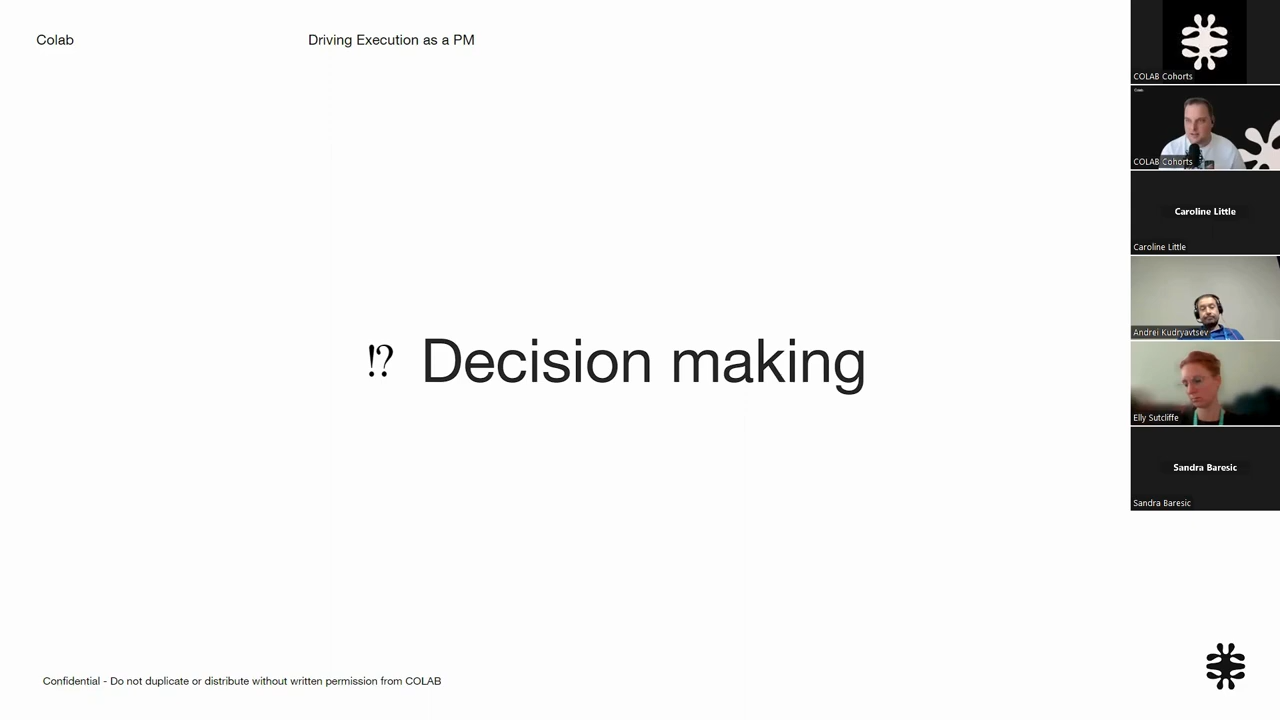 Colab
Driving Execution as a PM
⁉ Decision making
Confidential - Do not duplicate or distribute without written permission from COLAB
COLAB Cohorts
COLAB Cohorts
Caroline Little
Caroline Little
Andrei Kudryavtsev
Elly Sutcliffe
Sandra Baresic
Sandra Baresic